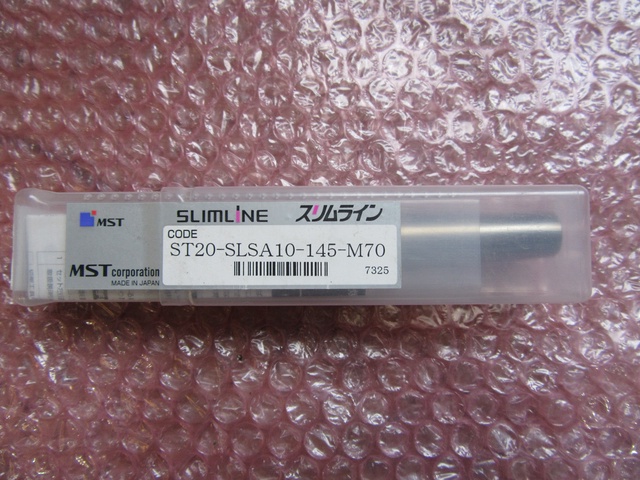 MST
SLIMLINE スリムライン
CODE
ST20-SLSA10-145-M70
7325
MST corporation
MADE IN JAPAN